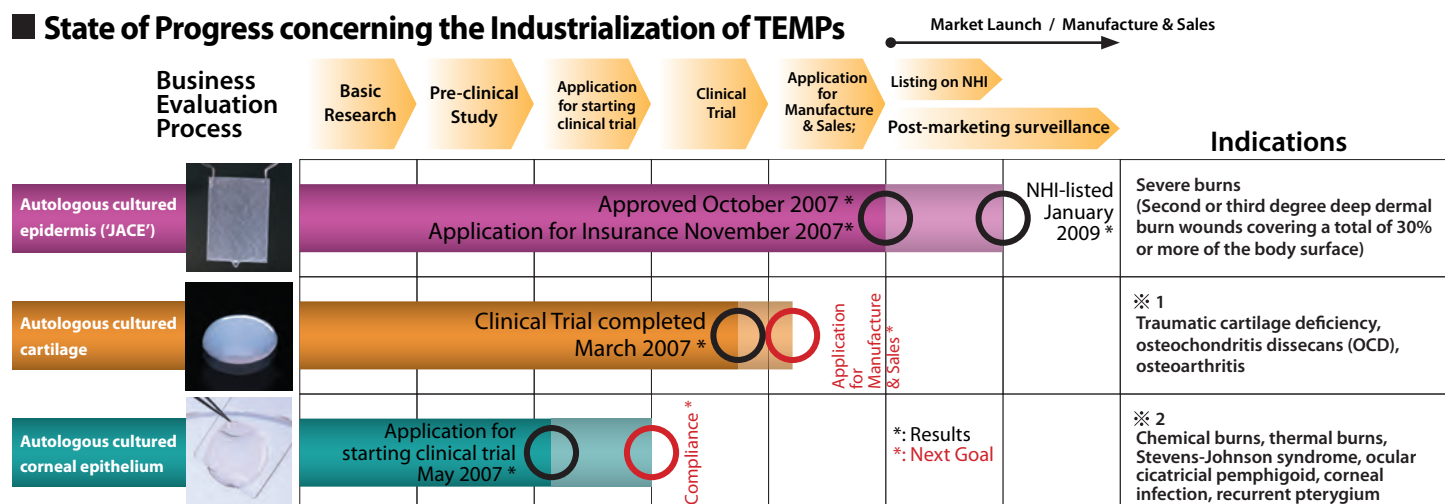 ■ State of Progress concerning the Industrialization of TEMPs
Market Launch / Manufacture & Sales
Business
Evaluation
Process
Basic
Research
Pre-clinical
Study
Application
for starting
clinical trial
Clinical
Trial
Application
for
Manufacture
& Sales;
Listing on NHI
Post-marketing surveillance
Indications
Autologous cultured
epidermis (‘JACE’)
Approved October 2007 *
Application for Insurance November 2007*
NHI-listed
January
2009 *
Severe burns
(Second or third degree deep dermal
burn wounds covering a total of 30%
or more of the body surface)
Autologous cultured
cartilage
Clinical Trial completed
March 2007 *
Application
for
Manufacture
& Sales*
※ 1
Traumatic cartilage deficiency,
osteochondritis dissecans (OCD),
osteoarthritis
Autologous cultured
corneal epithelium
Application for
starting clinical trial
May 2007 *
Compliance *
*: Results
*: Next Goal
※ 2
Chemical burns, thermal burns,
Stevens-Johnson syndrome, ocular
cicatricial pemphigoid, corneal
infection, recurrent pterygium